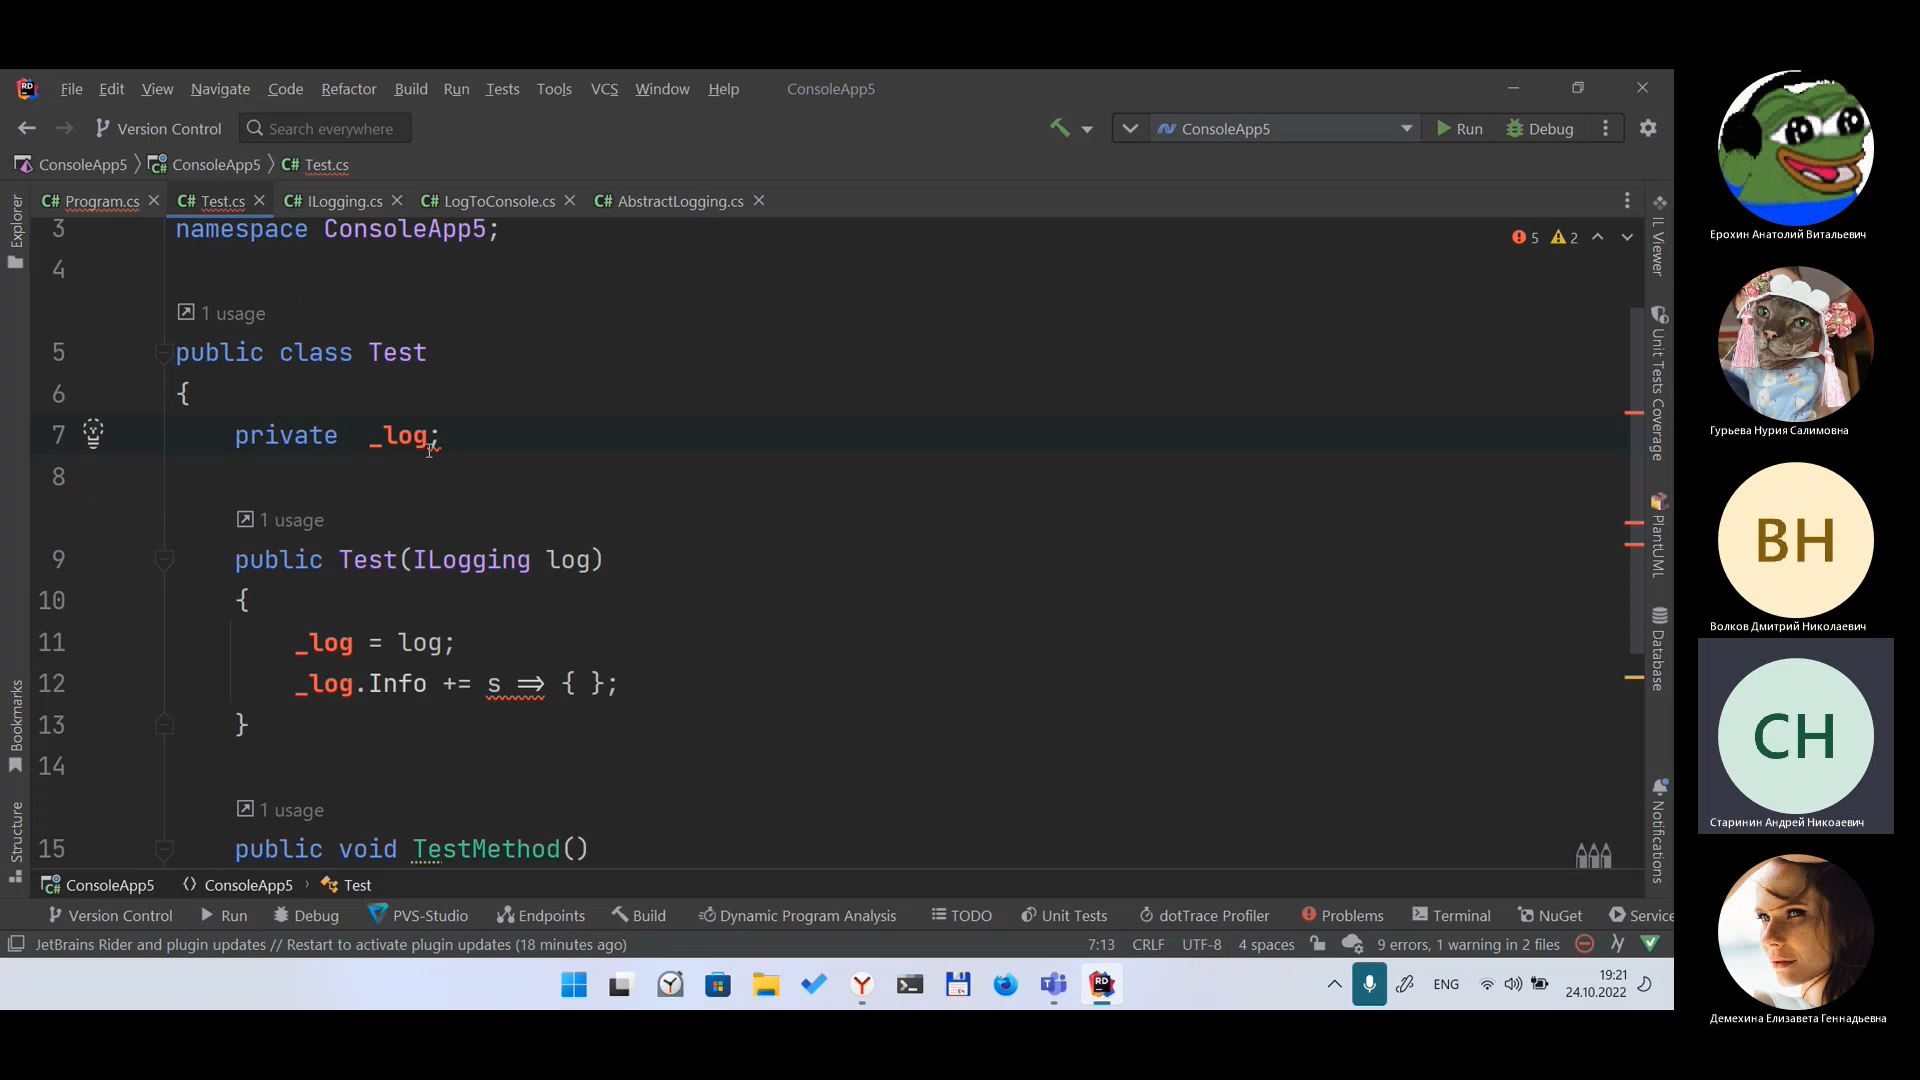 File Edit View Navigate Code Refactor Build Run Tests Tools VCS Window Help ConsoleApp5
Version Control Search everywhere ConsoleApp5 Run Debug
ConsoleApp5 ConsoleApp5 C# Test.cs
C# Program.cs C# Test.cs C# ILogging.cs C# LogToConsole.cs C# AbstractLogging.cs
3 namespace ConsoleApp5;
5 2
4
1 usage
5 public class Test
6 {
7 private _log;
8
1 usage
9 public Test(ILogging log)
10 {
11 _log = log;
12 _log.Info += s => { };
13 }
14
1 usage
15 public void TestMethod()
Explorer
Bookmarks
Structure
IL Viewer
Unit Tests Coverage
PlantUML
Database
Notifications
ConsoleApp5 ConsoleApp5 Test
Version Control Run Debug PVS-Studio Endpoints Build Dynamic Program Analysis TODO Unit Tests dotTrace Profiler Problems Terminal NuGet Service
JetBrains Rider and plugin updates // Restart to activate plugin updates (18 minutes ago) 7:13 CRLF UTF-8 4 spaces 9 errors, 1 warning in 2 files
ENG 19:21
24.10.2022
Ерохин Анатолий Витальевич
Гурьева Нурия Салимовна
ВН
Волков Дмитрий Николаевич
СН
Старинин Андрей Никоаевич
Демехина Елизавета Геннадьевна